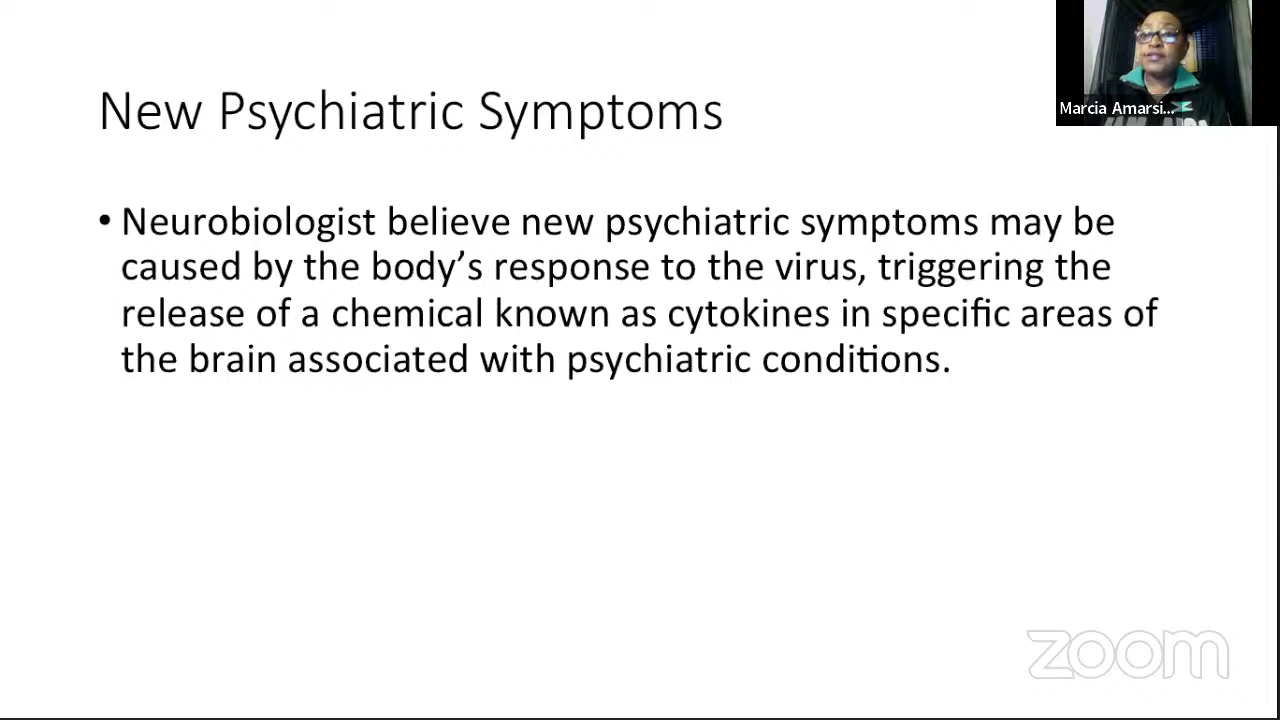 Marcia Amarsi...
New Psychiatric Symptoms
• Neurobiologist believe new psychiatric symptoms may be
caused by the body’s response to the virus, triggering the
release of a chemical known as cytokines in specific areas of
the brain associated with psychiatric conditions.
zoom